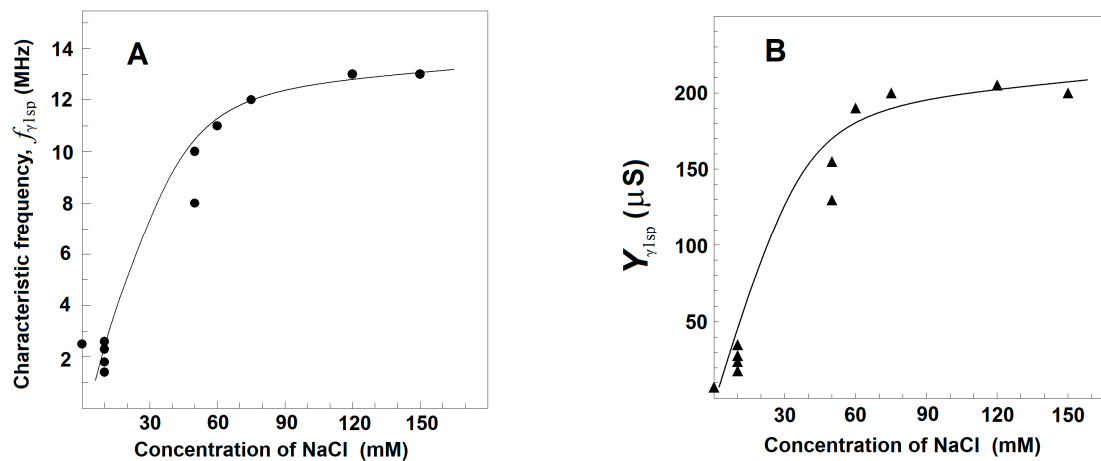 A
Characteristic frequency, fγ1sp (MHz)
14
12
10
8
6
4
2
30 60 90 120 150
Concentration of NaCl (mM)
B
Yγ1sp (µS)
200
150
100
50
30 60 90 120 150
Concentration of NaCl (mM)